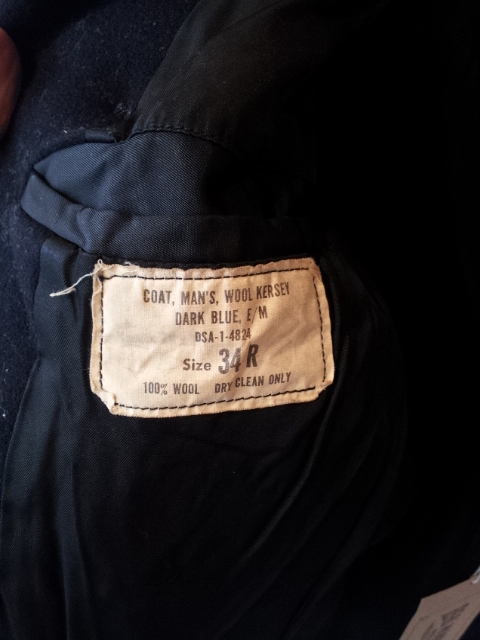 COAT, MAN'S, WOOL KERSEY
DARK BLUE, E/M
DSA-1-4824
Size 34 R
100% WOOL DRY CLEAN ONLY